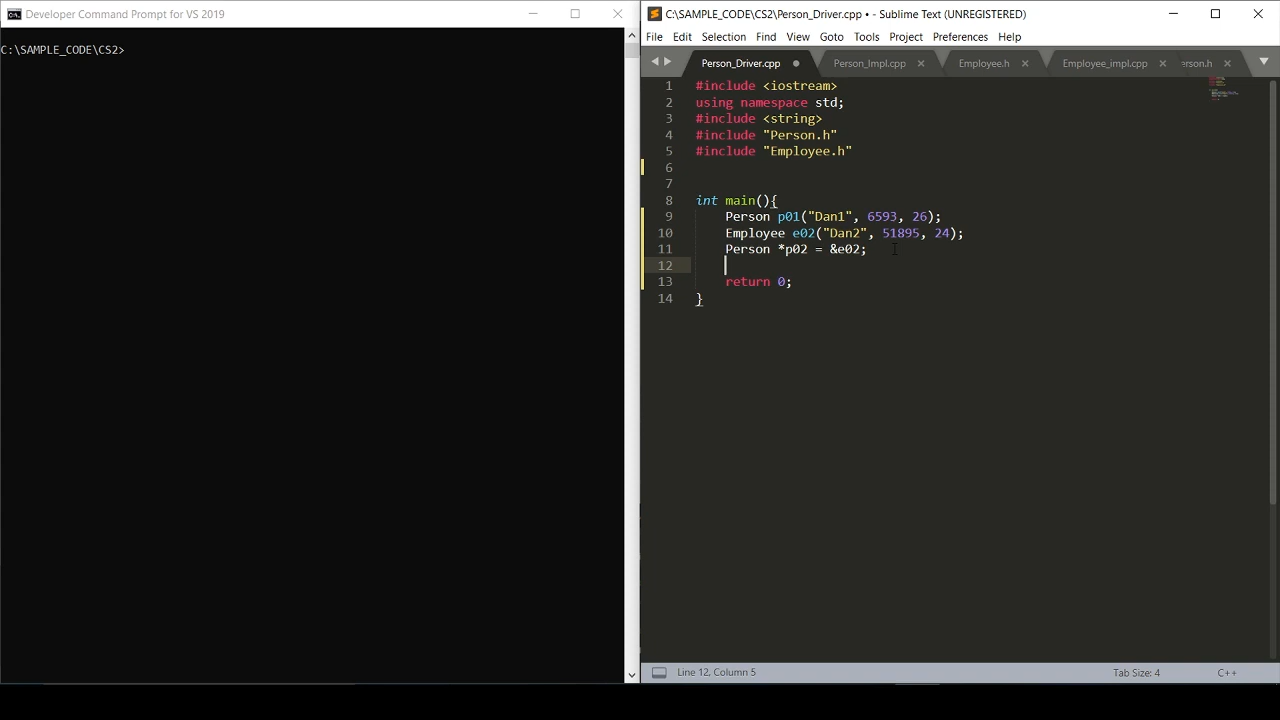 Developer Command Prompt for VS 2019
C:\SAMPLE_CODE\CS2>
C:\SAMPLE_CODE\CS2\Person_Driver.cpp • - Sublime Text (UNREGISTERED)
File Edit Selection Find View Goto Tools Project Preferences Help
Person_Driver.cpp Person_Impl.cpp Employee.h Employee_impl.cpp erson.h
1 #include <iostream>
2 using namespace std;
3 #include <string>
4 #include "Person.h"
5 #include "Employee.h"
6
7
8 int main(){
9 Person p01("Dan1", 6593, 26);
10 Employee e02("Dan2", 51895, 24);
11 Person *p02 = &e02;
12
13 return 0;
14 }
Line 12, Column 5 Tab Size: 4 C++